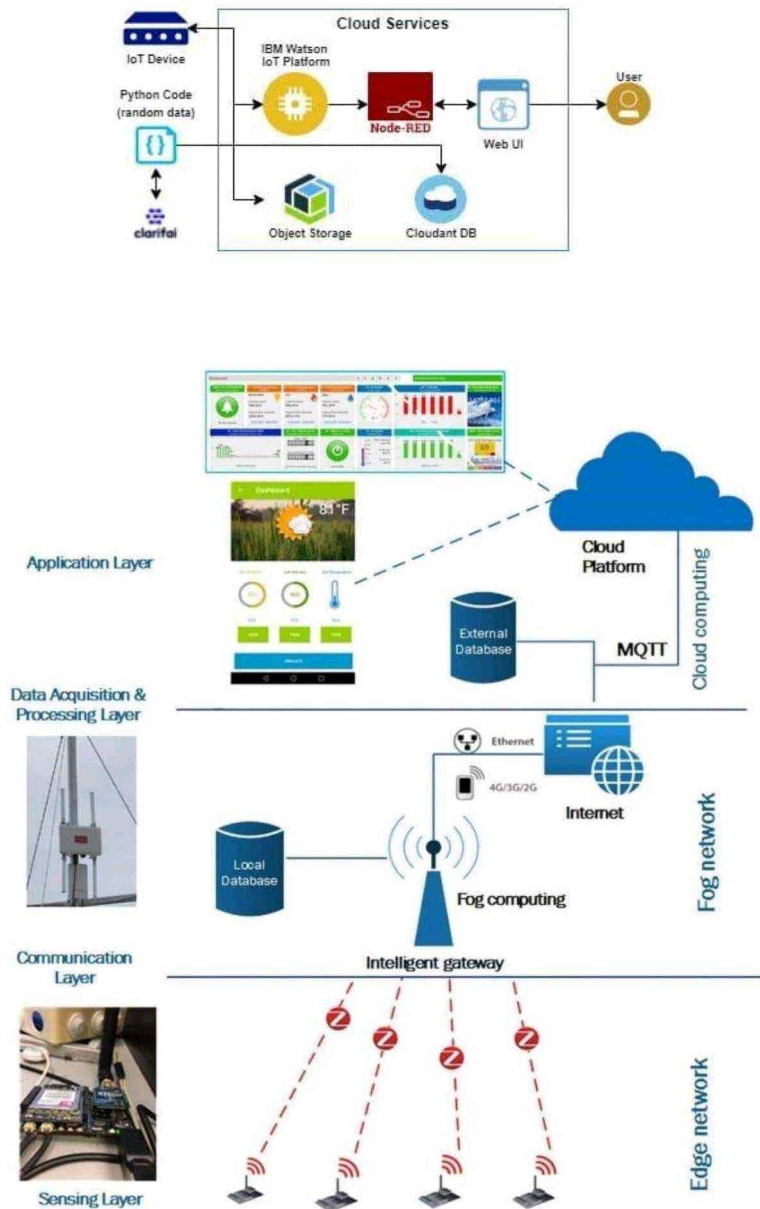 Cloud Services
IoT Device
IBM Watson
IoT Platform
User
Python Code
(random data)
Node-RED
Web UI
{}
clarifai
Object Storage
Cloudant DB
Dashboard
81°F
Application Layer
Cloud
Platform
Cloud computing
External
Database
MQTT
Data Acquisition &
Processing Layer
Ethernet
4G/3G/2G
Internet
Local
Database
Fog computing
Fog network
Communication
Layer
Intelligent gateway
Z
Z
Z
Z
Edge network
Sensing Layer